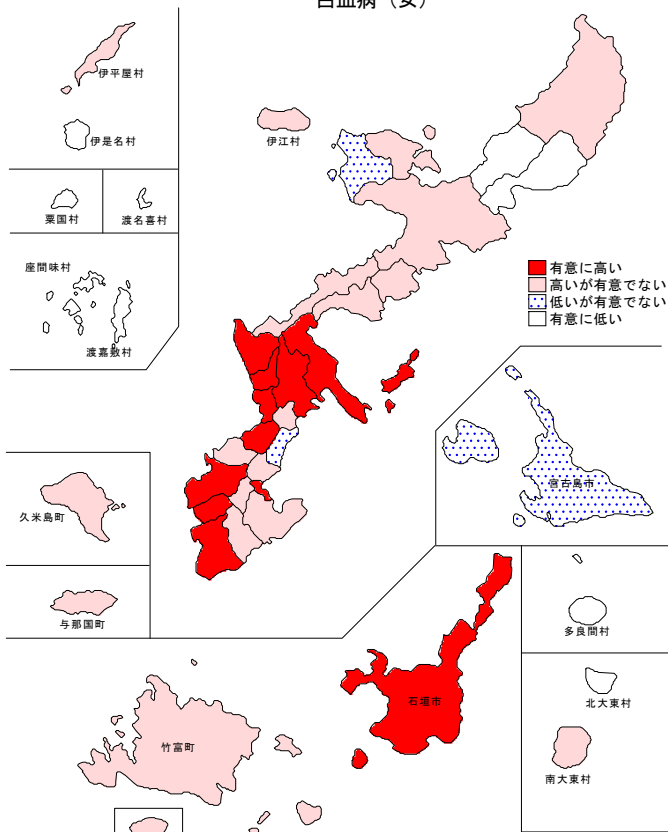 白血病（女）
伊平屋村
伊是名村
伊江村
粟国村
渡名喜村
座間味村
渡嘉敷村
有意に高い
高いが有意でない
低いが有意でない
有意に低い
久米島町
宮古島市
与那国町
多良間村
石垣市
北大東村
竹富町
南大東村